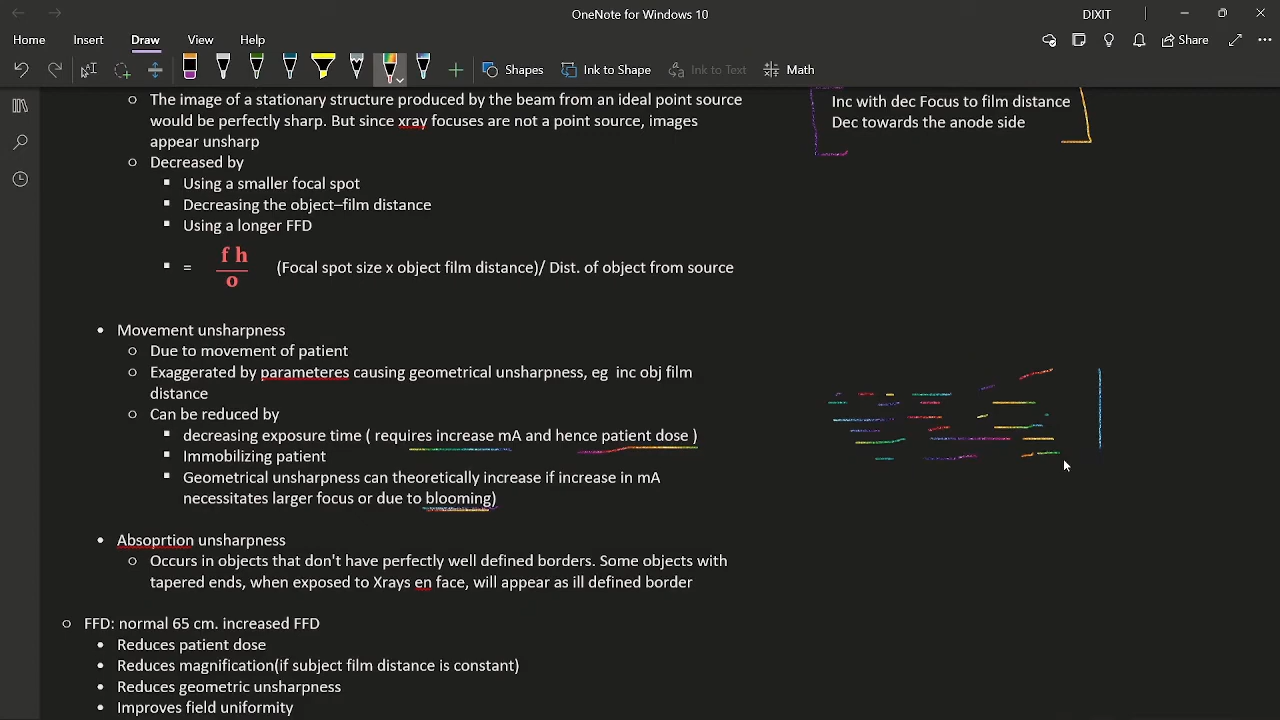 OneNote for Windows 10
DIXIT
Home Insert Draw View Help
Share
Shapes Ink to Shape Ink to Text Math
The image of a stationary structure produced by the beam from an ideal point source
would be perfectly sharp. But since xray focuses are not a point source, images
appear unsharp
Decreased by
Using a smaller focal spot
Decreasing the object–film distance
Using a longer FFD
= f h
o
(Focal spot size x object film distance)/ Dist. of object from source
Inc with dec Focus to film distance
Dec towards the anode side
Movement unsharpness
Due to movement of patient
Exaggerated by parameteres causing geometrical unsharpness, eg inc obj film
distance
Can be reduced by
decreasing exposure time ( requires increase mA and hence patient dose )
Immobilizing patient
Geometrical unsharpness can theoretically increase if increase in mA
necessitates larger focus or due to blooming)
Absoprtion unsharpness
Occurs in objects that don't have perfectly well defined borders. Some objects with
tapered ends, when exposed to Xrays en face, will appear as ill defined border
FFD: normal 65 cm. increased FFD
Reduces patient dose
Reduces magnification(if subject film distance is constant)
Reduces geometric unsharpness
Improves field uniformity